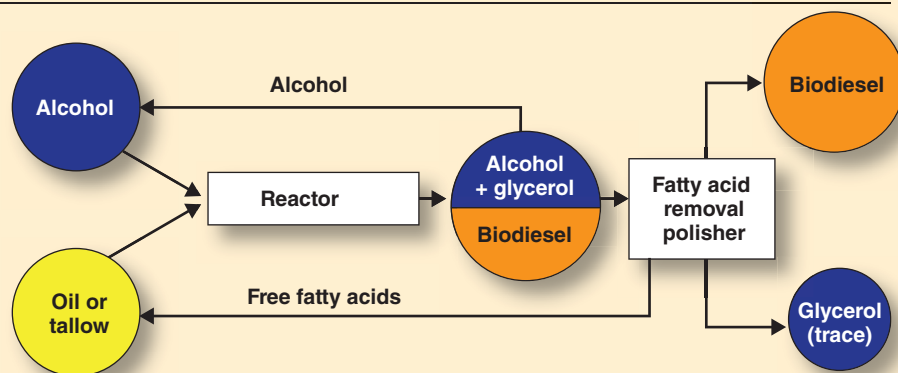 Alcohol
Alcohol
Biodiesel
Reactor
Alcohol
+ glycerol
Biodiesel
Fatty acid
removal
polisher
Oil or
tallow
Free fatty acids
Glycerol
(trace)